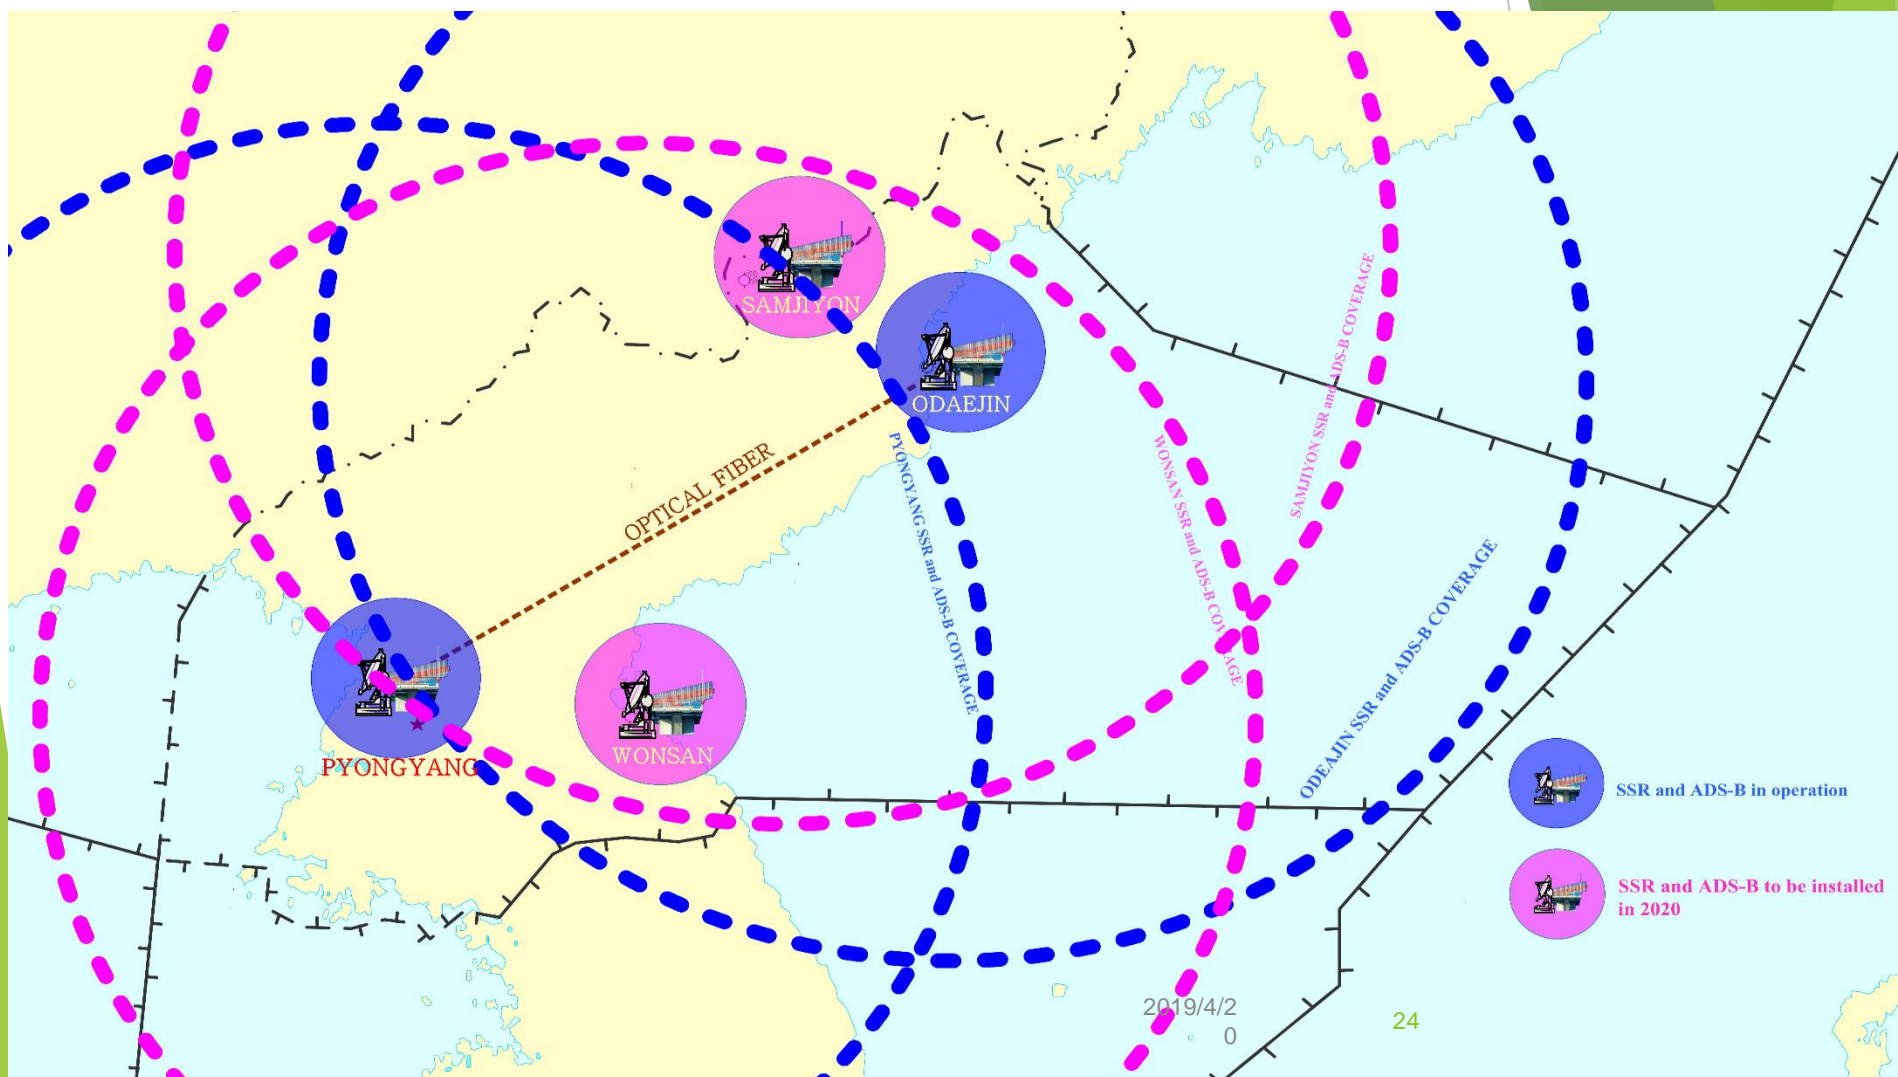 SAMJIYON
ODAEJIN
OPTICAL FIBER
PYONGYANG SSR and ADS-B COVERAGE
WONSAN SSR and ADS-B COVERAGE
SAMJIYON SSR and ADS-B COVERAGE
ODEAJIN SSR and ADS-B COVERAGE
PYONGYANG
WONSAN
SSR and ADS-B in operation
SSR and ADS-B to be installed
in 2020
2019/4/2
0
24